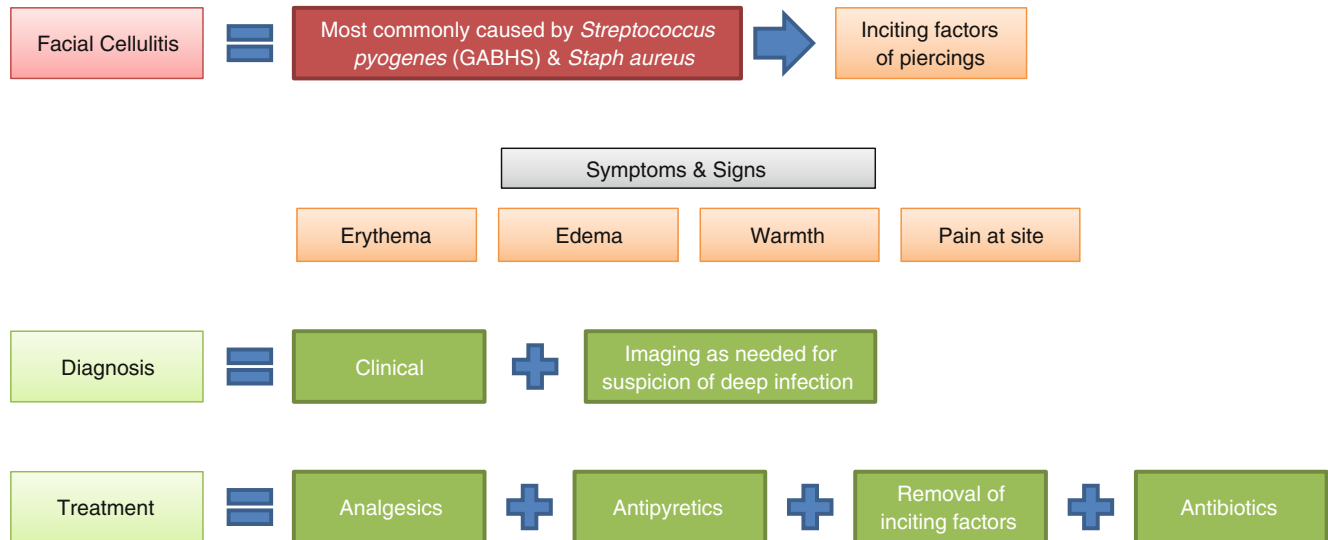 Facial Cellulitis
Most commonly caused by Streptococcus
pyogenes (GABHS) & Staph aureus
Inciting factors
of piercings
Symptoms & Signs
Erythema
Edema
Warmth
Pain at site
Diagnosis
Clinical
Imaging as needed for
suspicion of deep infection
Treatment
Analgesics
Antipyretics
Removal of
inciting factors
Antibiotics